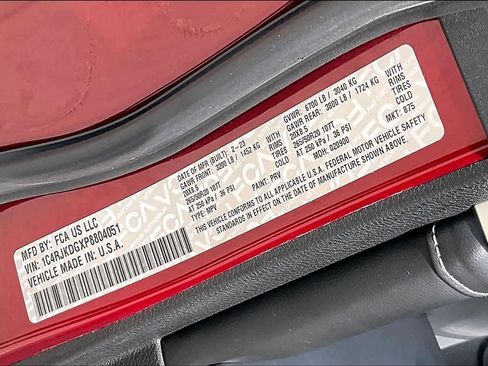 MFD BY: FCA US LLC
DATE OF MFR (BUILT): 2-23
GVWR: 6700 LB / 3040 KG
GAWR FRONT: 3200 LB / 1452 KG WITH
GAWR REAR: 3800 LB / 1724 KG WITH
20X8.5 RIMS
20X8.5 RIMS
265/50R20 107T TIRES
265/50R20 107T TIRES
AT 250 kPa / 36 PSI COLD
AT 250 kPa / 36 PSI COLD
VIN: 1C4RJKDGXP8804051
TYPE: MPV
PAINT: PRV
MDH: 020900
MKT: 675
VEHICLE MADE IN U.S.A.
THIS VEHICLE CONFORMS TO ALL APPLICABLE U.S.A. FEDERAL MOTOR VEHICLE SAFETY
AND BUMPER STANDARDS IN EFFECT ON THE DATE OF MANUFACTURE SHOWN ABOVE.